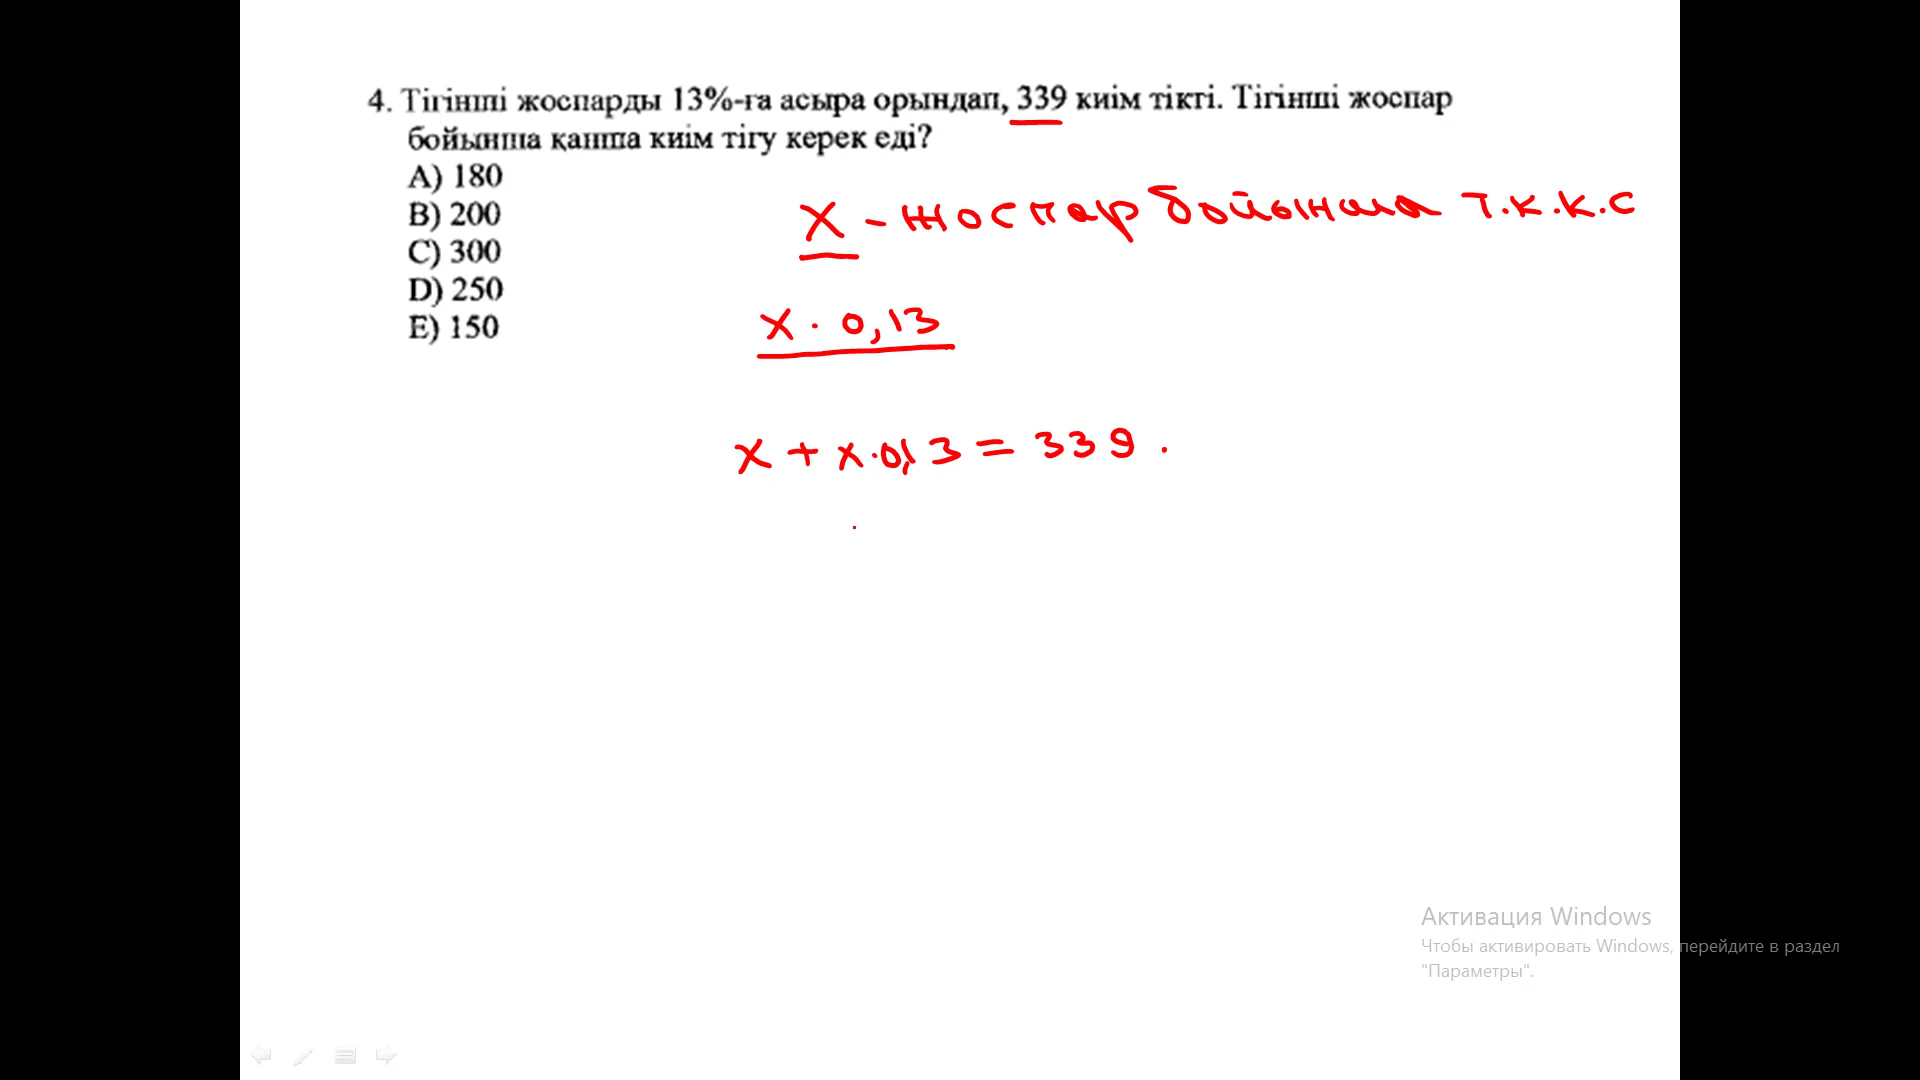 4. Тігінші жоспарды 13%-ға асыра орындап, 339 киім тікті. Тігінші жоспар
бойынша қанша киім тігу керек еді?
A) 180
B) 200
C) 300
D) 250
E) 150
x - жоспар бойынша т.к.к.с
x · 0,13
x + x·0,13 = 339.
Активация Windows
Чтобы активировать Windows, перейдите в раздел
"Параметры".